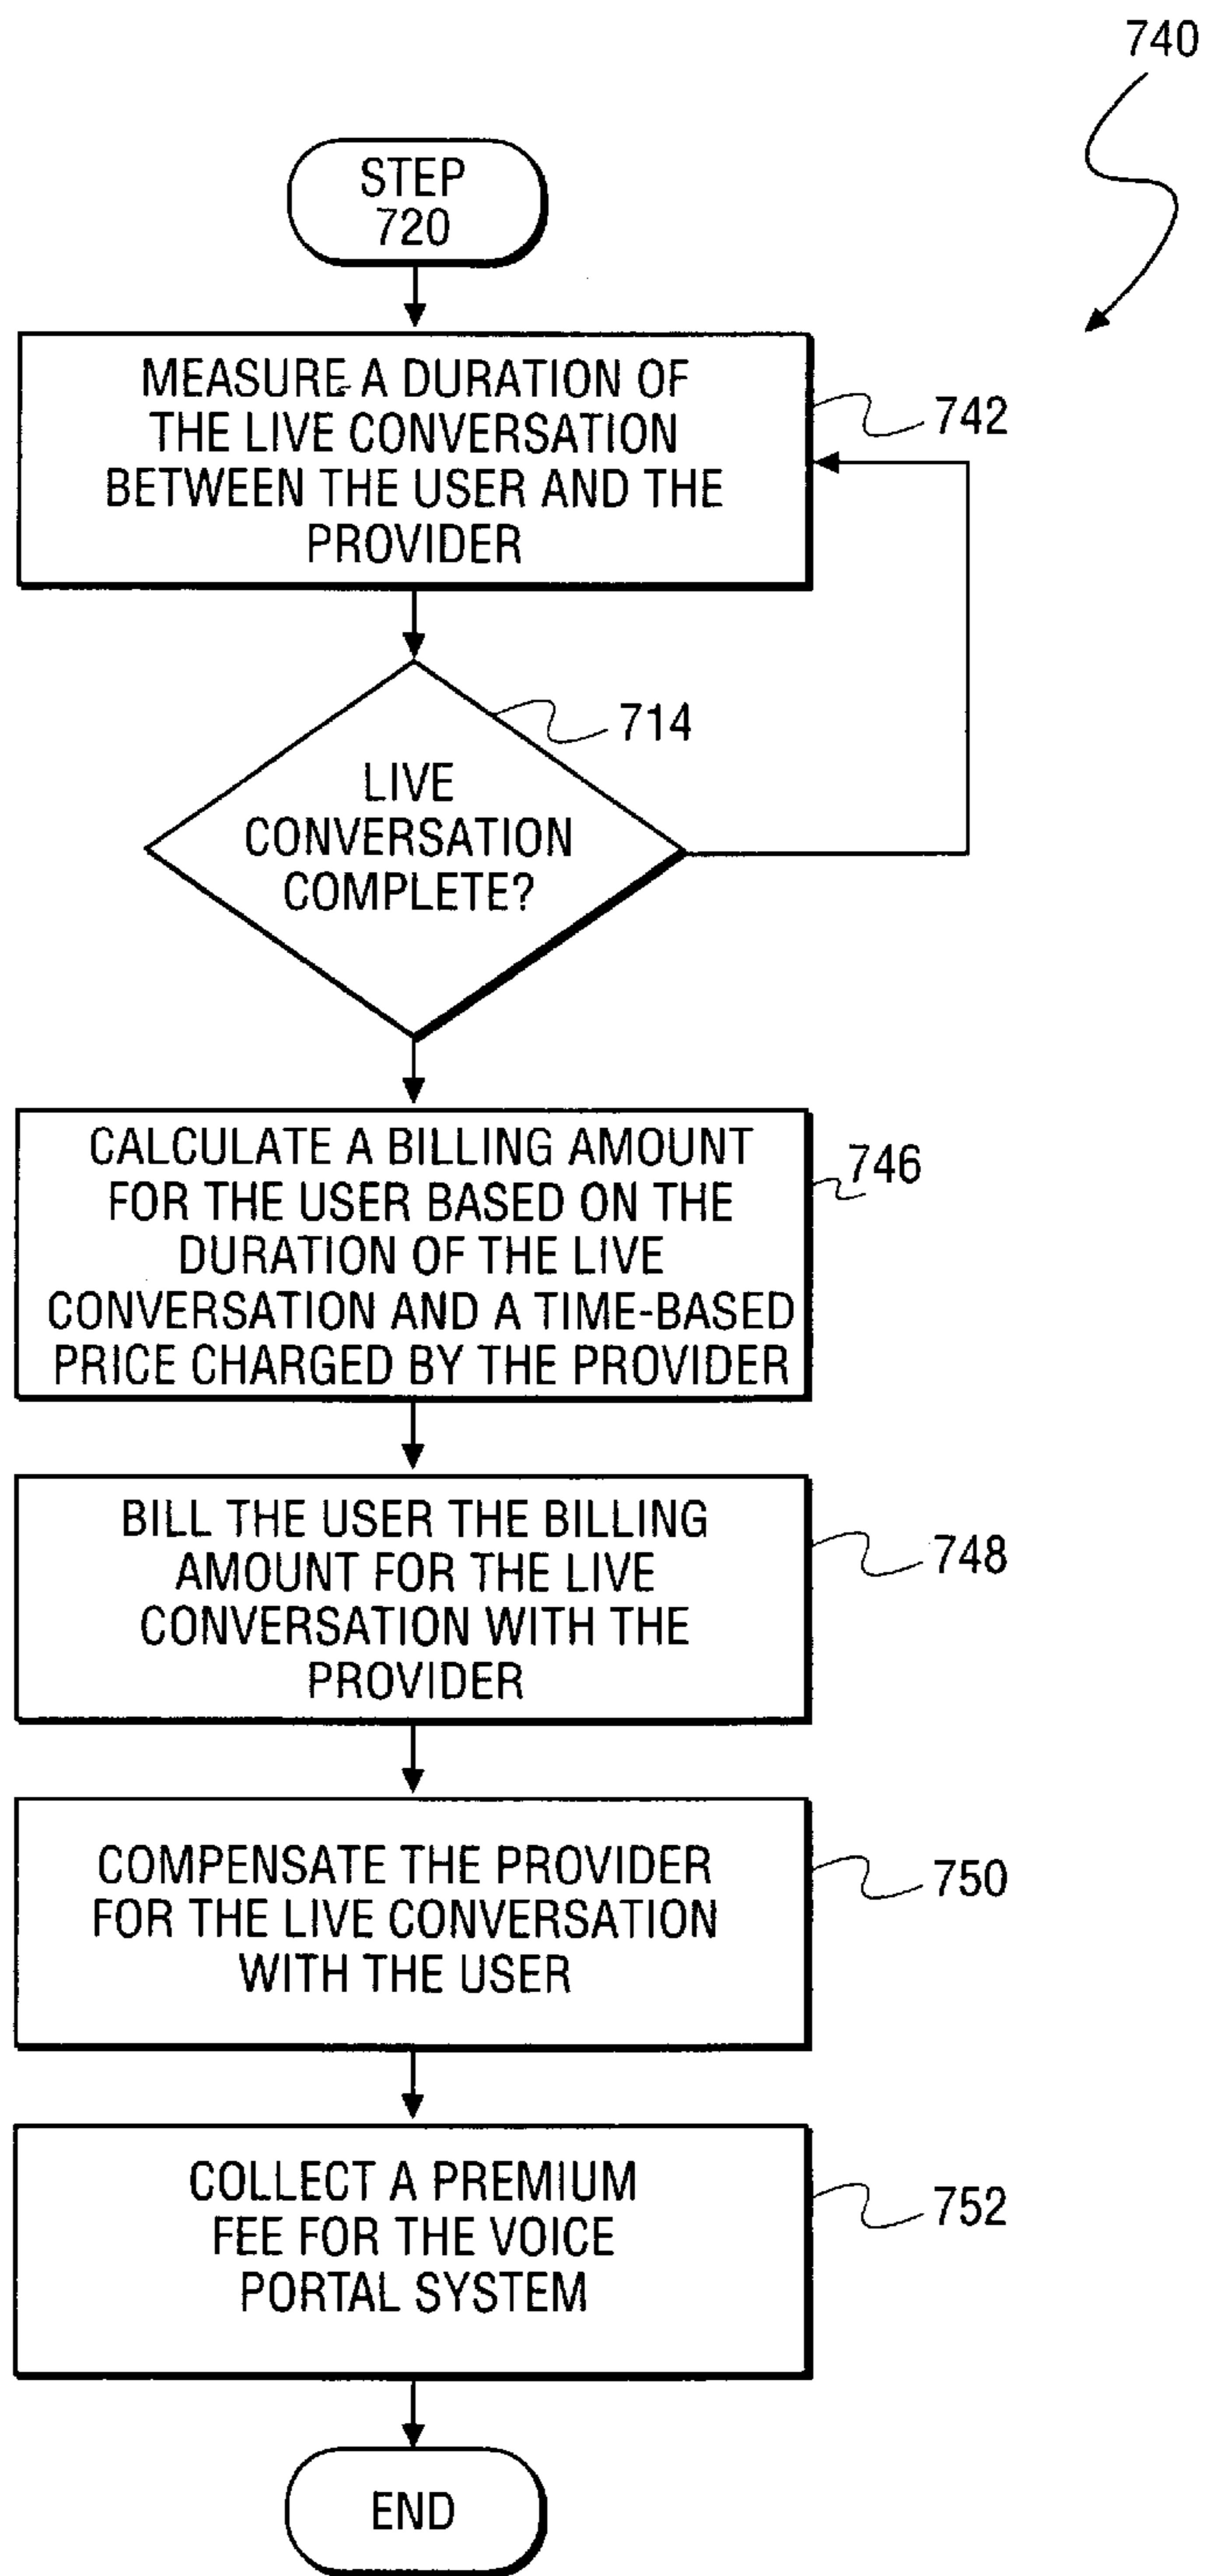 740
STEP
720
MEASURE A DURATION OF
THE LIVE CONVERSATION
BETWEEN THE USER AND THE
PROVIDER
742
714
LIVE
CONVERSATION
COMPLETE?
CALCULATE A BILLING AMOUNT
FOR THE USER BASED ON THE
DURATION OF THE LIVE
CONVERSATION AND A TIME-BASED
PRICE CHARGED BY THE PROVIDER
746
BILL THE USER THE BILLING
AMOUNT FOR THE LIVE
CONVERSATION WITH THE
PROVIDER
748
COMPENSATE THE PROVIDER
FOR THE LIVE CONVERSATION
WITH THE USER
750
COLLECT A PREMIUM
FEE FOR THE VOICE
PORTAL SYSTEM
752
END